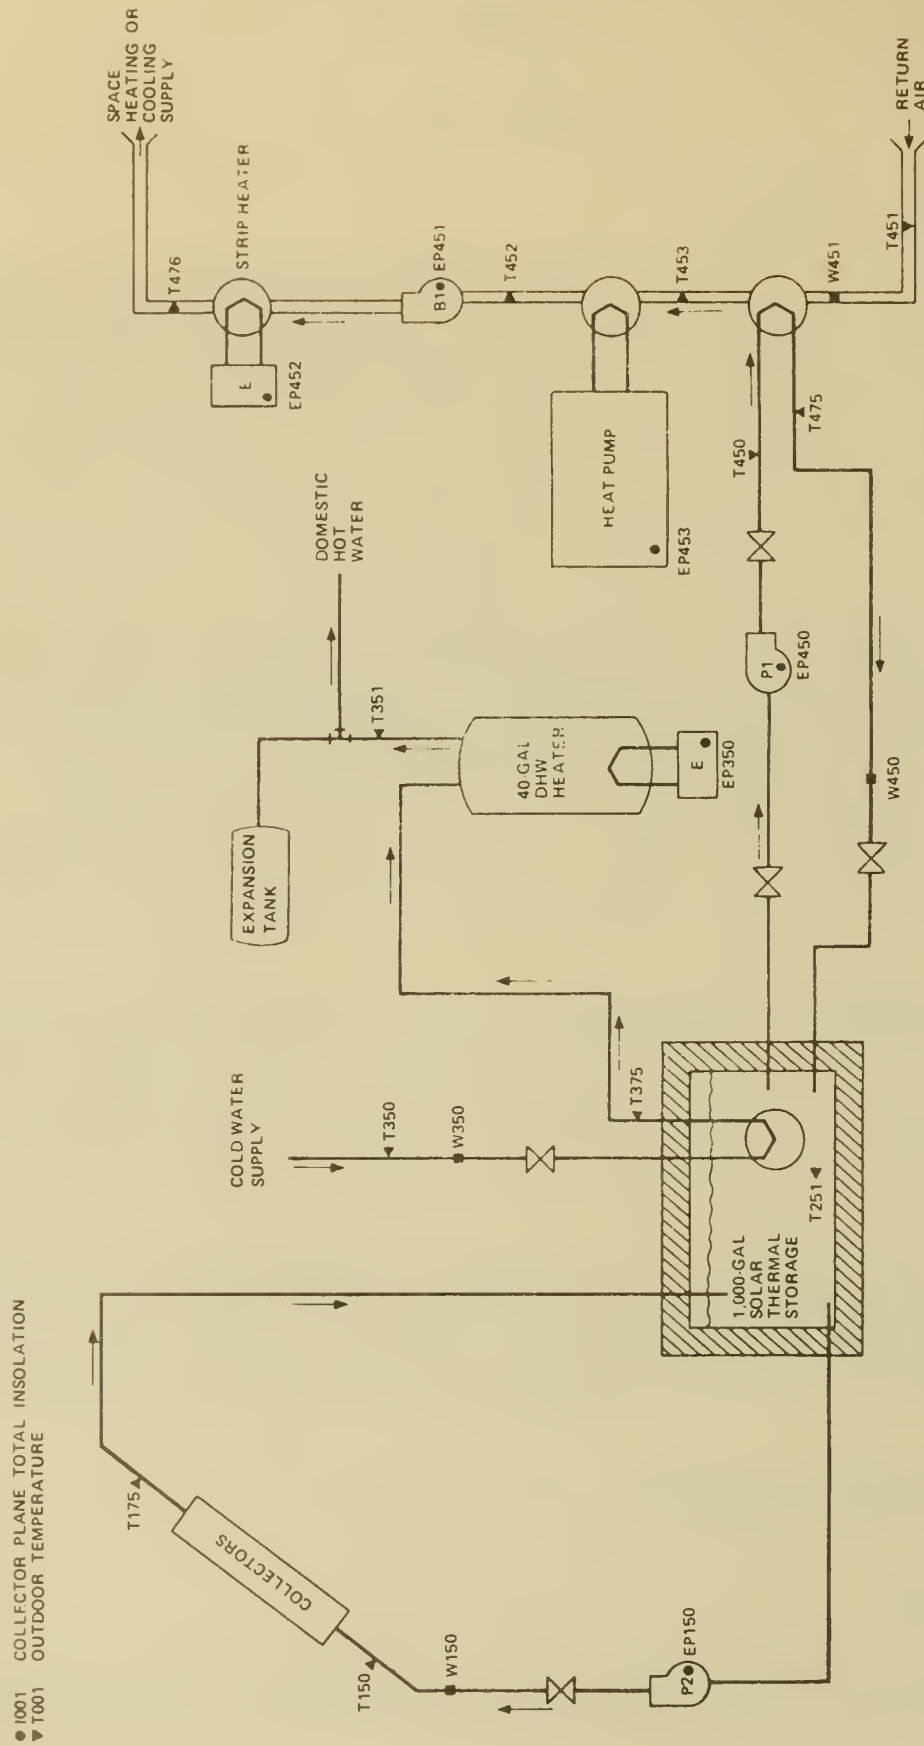 ● I001 COLLECTOR PLANE TOTAL INSOLATION
▼ T001 OUTDOOR TEMPERATURE
T175
COLLECTORS
T150
W150
P2
EP150
COLD WATER
SUPPLY
T350
W350
T375
1,000-GAL
SOLAR
THERMAL
STORAGE
T251
EXPANSION
TANK
DOMESTIC
HOT
WATER
T351
40-GAL
DHW
HEATER
E
EP350
P1
EP450
W450
T450
T475
HEAT PUMP
EP453
SPACE
HEATING OR
COOLING
SUPPLY
T476
STRIP HEATER
E
EP452
B1
EP451
T452
T453
W451
T451
RETURN
AIR